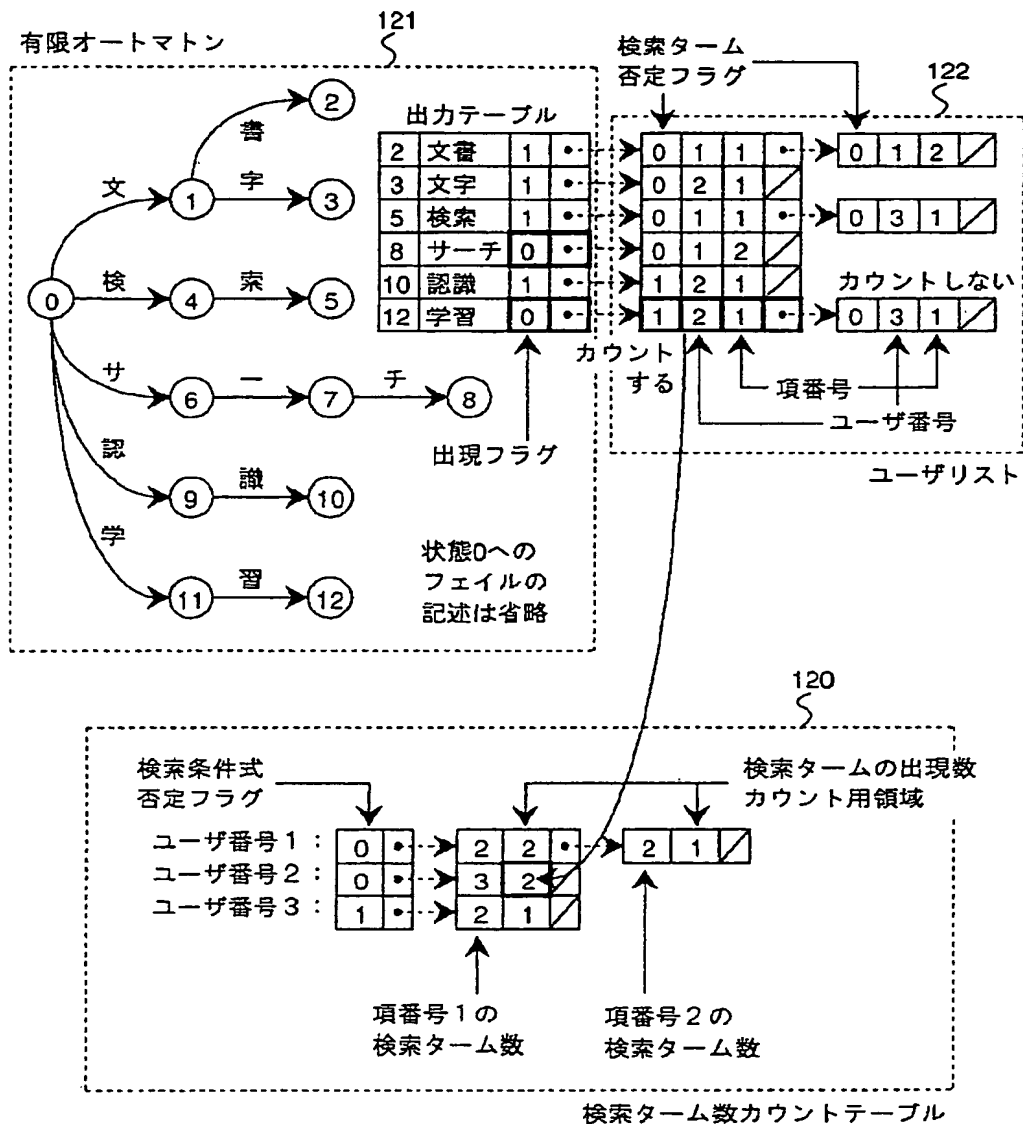 121
有限オートマトン
検索ターム
否定フラグ
122
2
書
出力テーブル
2 文書 1
0 1 1
0 1 2
文
1
字
3
3 文字 1
0 2 1
5 検索 1
0 1 1
0 3 1
8 サーチ 0
0 1 2
0
検
4
索
5
10 認識 1
1 2 1
カウントしない
12 学習 0
1 2 1
0 3 1
カウント
する
サ
6
ー
7
チ
8
項番号
ユーザ番号
出現フラグ
ユーザリスト
認
9
識
10
学
11
習
12
状態0への
フェイルの
記述は省略
120
検索条件式
否定フラグ
検索タームの出現数
カウント用領域
ユーザ番号1: 0 2 2 2 1
ユーザ番号2: 0 3 2
ユーザ番号3: 1 2 1
項番号1の
検索ターム数
項番号2の
検索ターム数
検索ターム数カウントテーブル